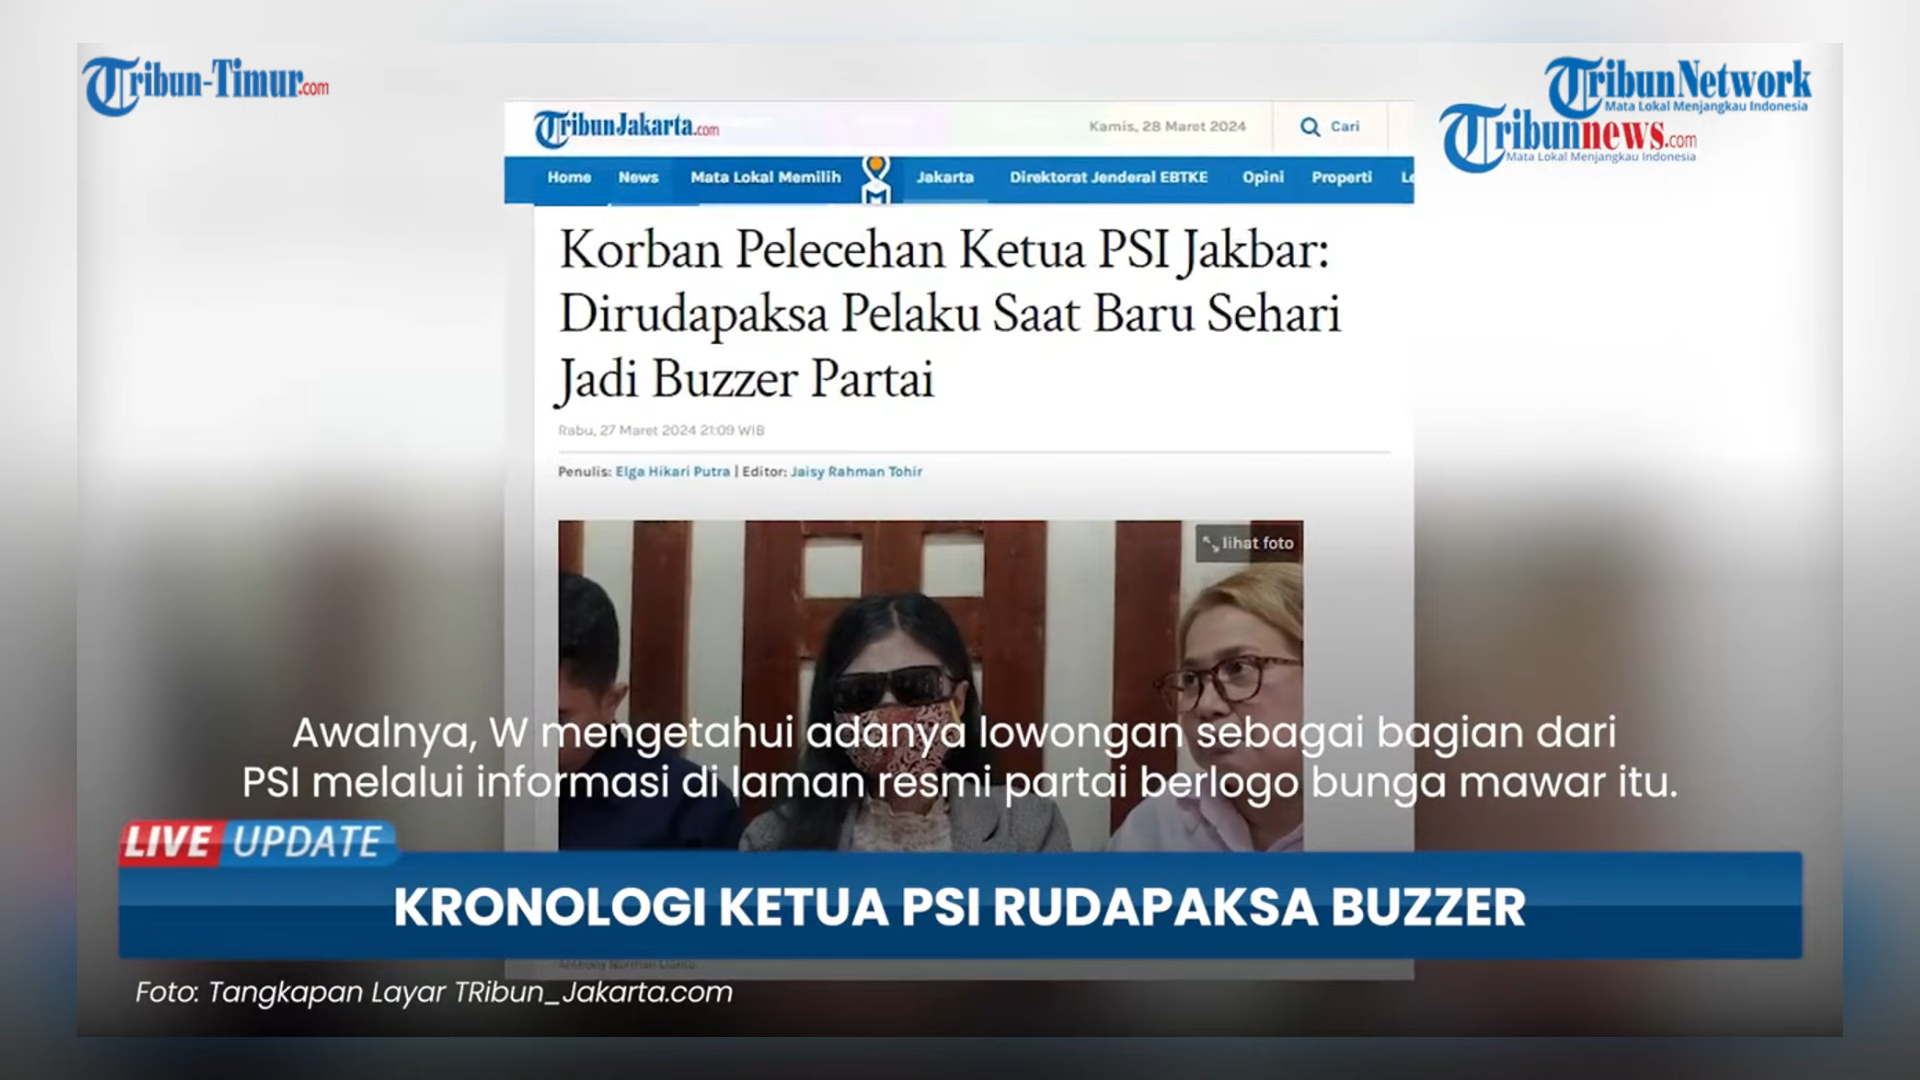 Tribun-Timur.com
TribunNetwork
Mata Lokal Menjangkau Indonesia
Tribunnews.com
Mata Lokal Menjangkau Indonesia
TribunJakarta.com
Kamis, 28 Maret 2024
Cari
Home News Mata Lokal Memilih Jakarta Direktorat Jenderal EBTKE Opini Properti
Korban Pelecehan Ketua PSI Jakbar:
Dirudapaksa Pelaku Saat Baru Sehari
Jadi Buzzer Partai
Rabu, 27 Maret 2024 21:09 WIB
Penulis: Elga Hikari Putra | Editor: Jaisy Rahman Tohir
lihat foto
Awalnya, W mengetahui adanya lowongan sebagai bagian dari
PSI melalui informasi di laman resmi partai berlogo bunga mawar itu.
LIVE UPDATE
KRONOLOGI KETUA PSI RUDAPAKSA BUZZER
Foto: Tangkapan Layar TRibun_Jakarta.com